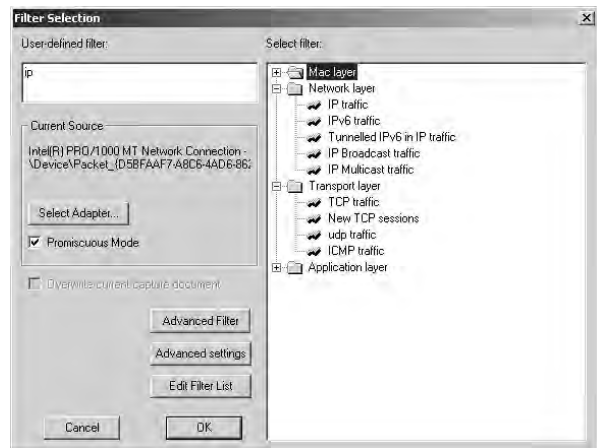 Filter Selection
User-defined filter:
ip
Current Source
Intel(R) PRO/1000 MT Network Connection -
\Device\Packet_{D5BFAAF7-A8C6-4AD6-862
Select Adapter...
Promiscuous Mode
Overwrite current capture document
Advanced Filter
Advanced settings
Edit Filter List
Cancel
OK
Select filter:
Mac layer
Network layer
IP traffic
IPv6 traffic
Tunnelled IPv6 in IP traffic
IP Broadcast traffic
IP Multicast traffic
Transport layer
TCP traffic
New TCP sessions
udp traffic
ICMP traffic
Application layer